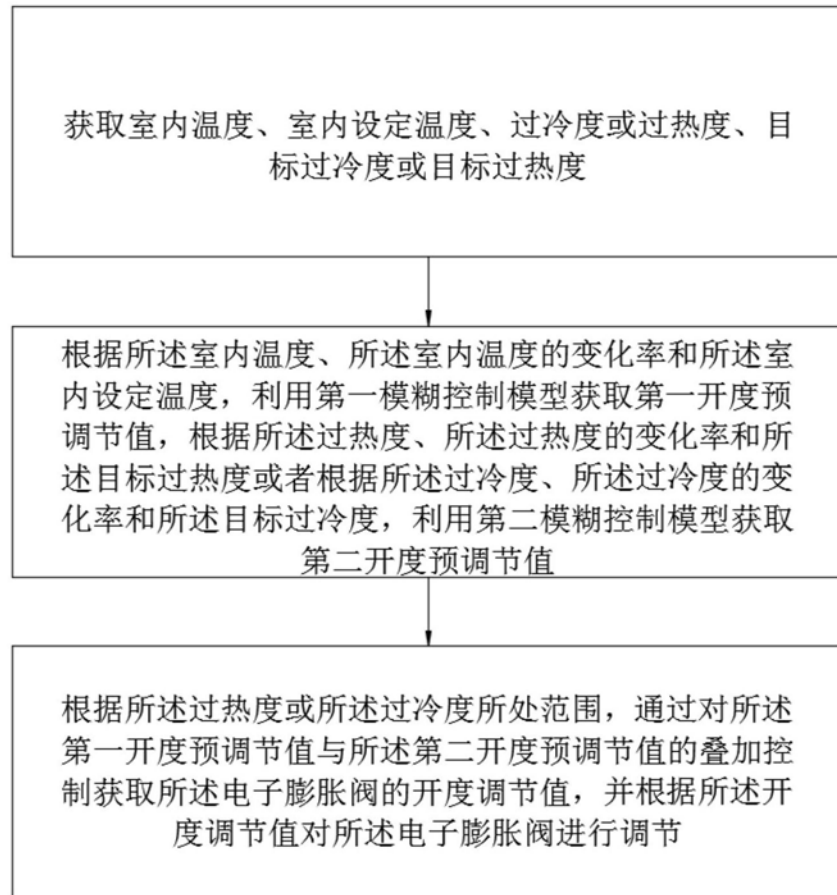 获取室内温度、室内设定温度、过冷度或过热度、目
标过冷度或目标过热度
根据所述室内温度、所述室内温度的变化率和所述室
内设定温度，利用第一模糊控制模型获取第一开度预
调节值，根据所述过热度、所述过热度的变化率和所
述目标过热度或者根据所述过冷度、所述过冷度的变
化率和所述目标过冷度，利用第二模糊控制模型获取
第二开度预调节值
根据所述过热度或所述过冷度所处范围，通过对所述
第一开度预调节值与所述第二开度预调节值的叠加控
制获取所述电子膨胀阀的开度调节值，并根据所述开
度调节值对所述电子膨胀阀进行调节